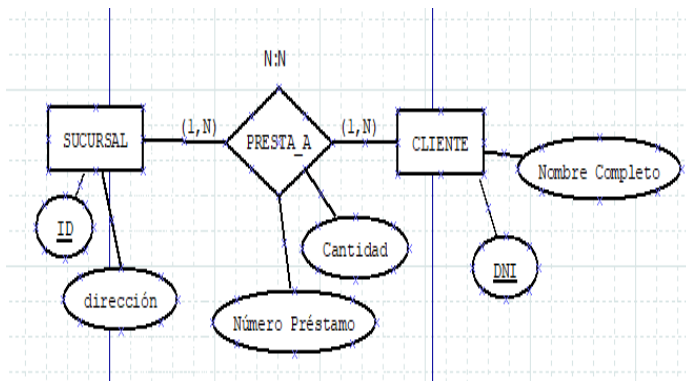 N:N
SUCURSAL
(1,N)
PRESTA_A
(1,N)
CLIENTE
Nombre Completo
ID
Cantidad
DNI
dirección
Número Préstamo